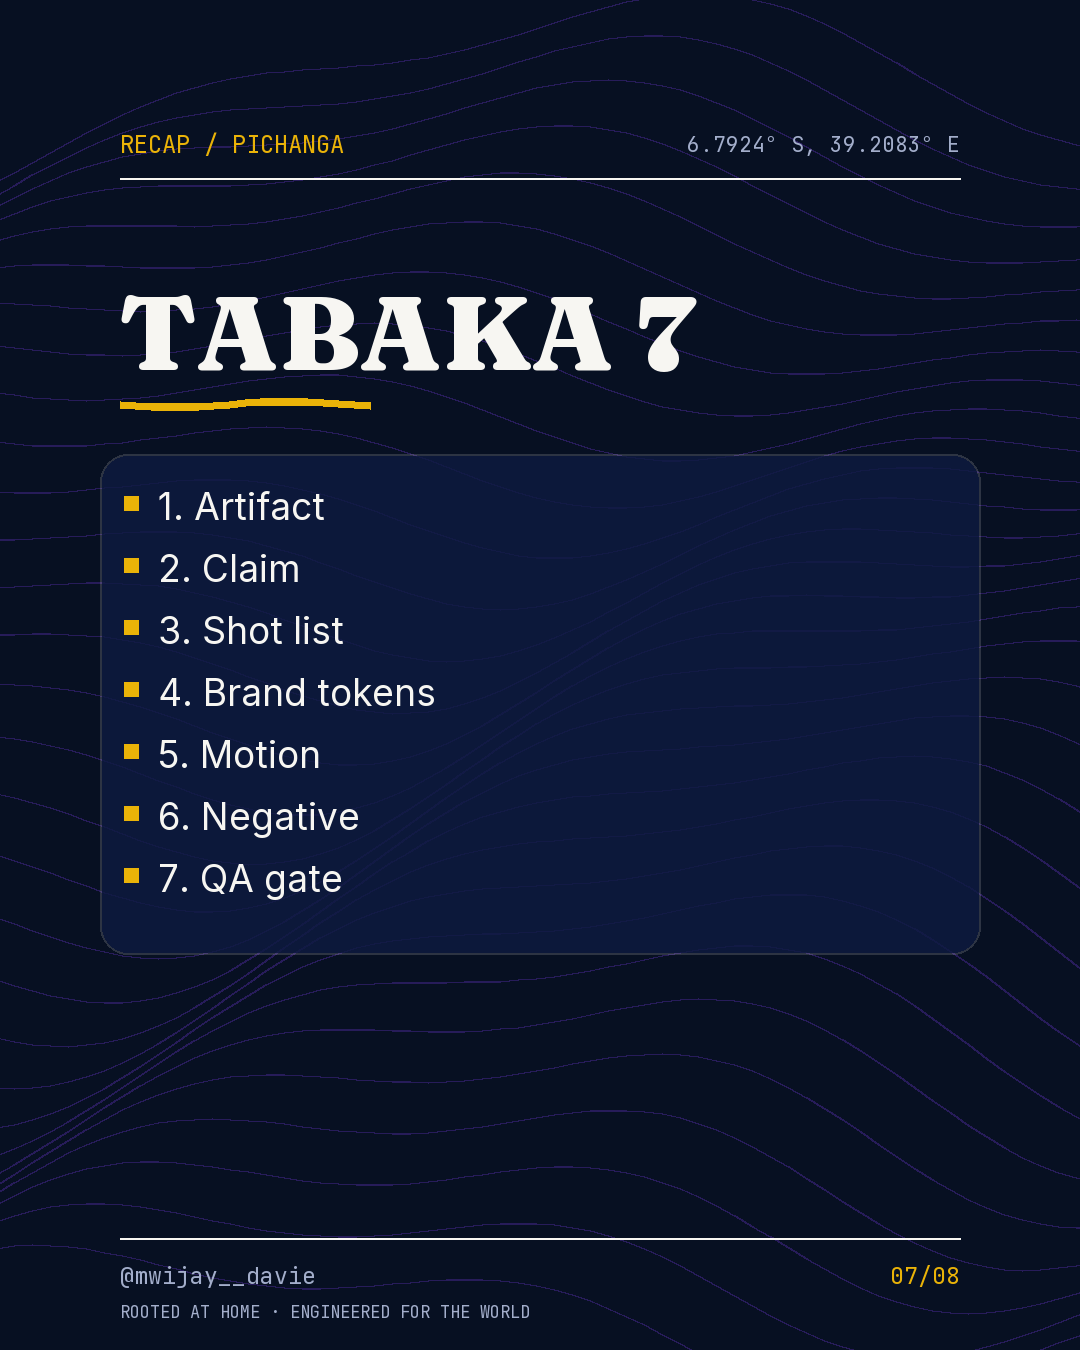 RECAP / PICHANGA
6.7924° S, 39.2083° E
TABAKA 7
1. Artifact
2. Claim
3. Shot list
4. Brand tokens
5. Motion
6. Negative
7. QA gate
@mwijay__davie
07/08
ROOTED AT HOME · ENGINEERED FOR THE WORLD